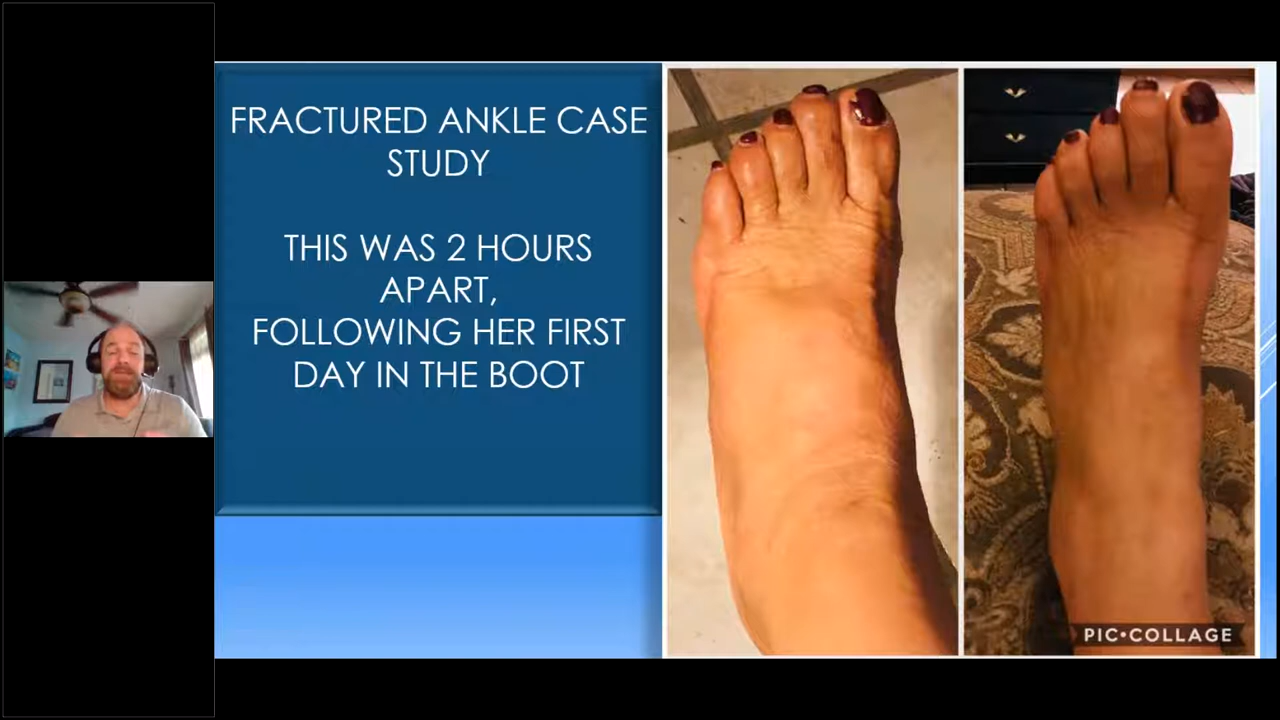 FRACTURED ANKLE CASE
STUDY
THIS WAS 2 HOURS
APART,
FOLLOWING HER FIRST
DAY IN THE BOOT
PIC•COLLAGE